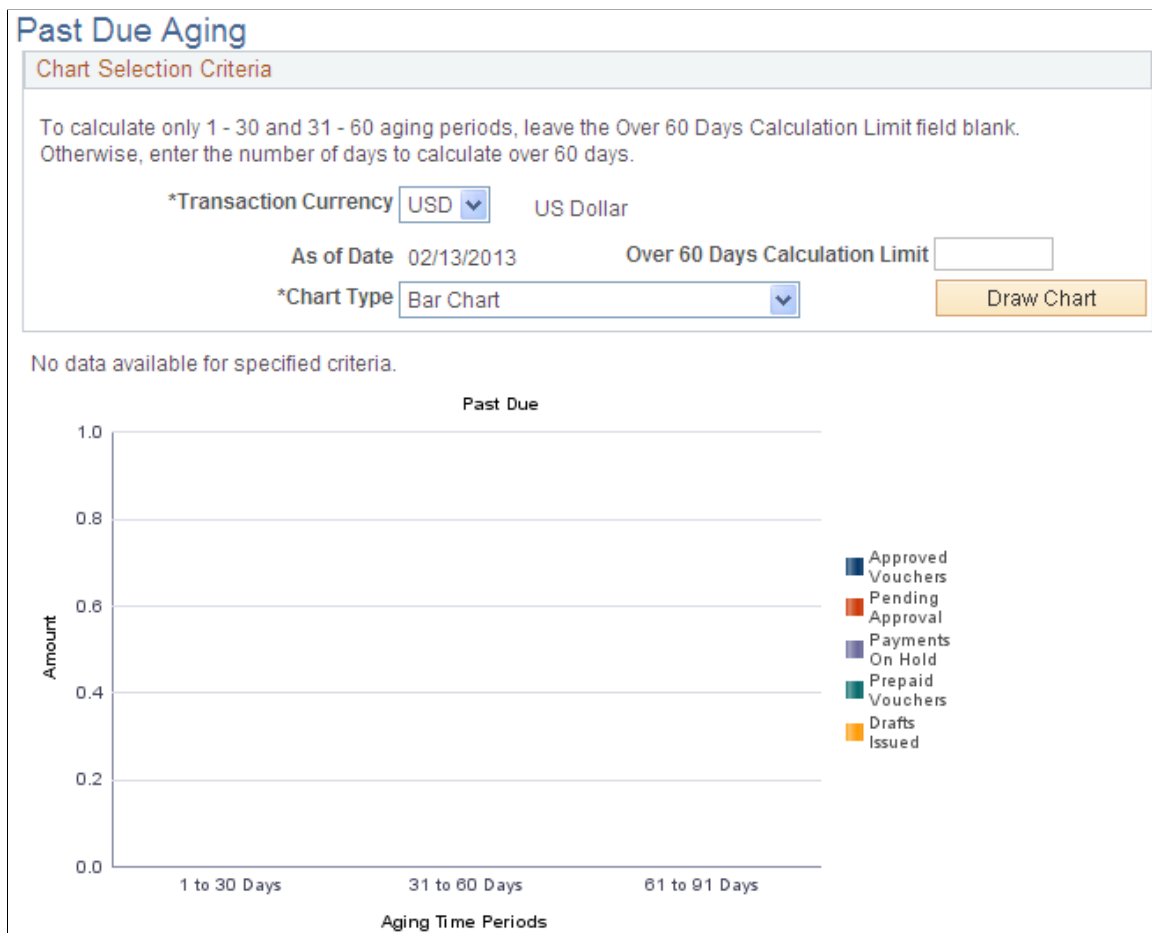 Past Due Aging
Chart Selection Criteria
To calculate only 1 - 30 and 31 - 60 aging periods, leave the Over 60 Days Calculation Limit field blank.
Otherwise, enter the number of days to calculate over 60 days.
*Transaction Currency USD US Dollar
As of Date 02/13/2013 Over 60 Days Calculation Limit
*Chart Type Bar Chart Draw Chart
No data available for specified criteria.
Past Due
1.0
0.8
0.6
0.4
0.2
0.0
Amount
1 to 30 Days 31 to 60 Days 61 to 91 Days
Aging Time Periods
Approved
Vouchers
Pending
Approval
Payments
On Hold
Prepaid
Vouchers
Drafts
Issued